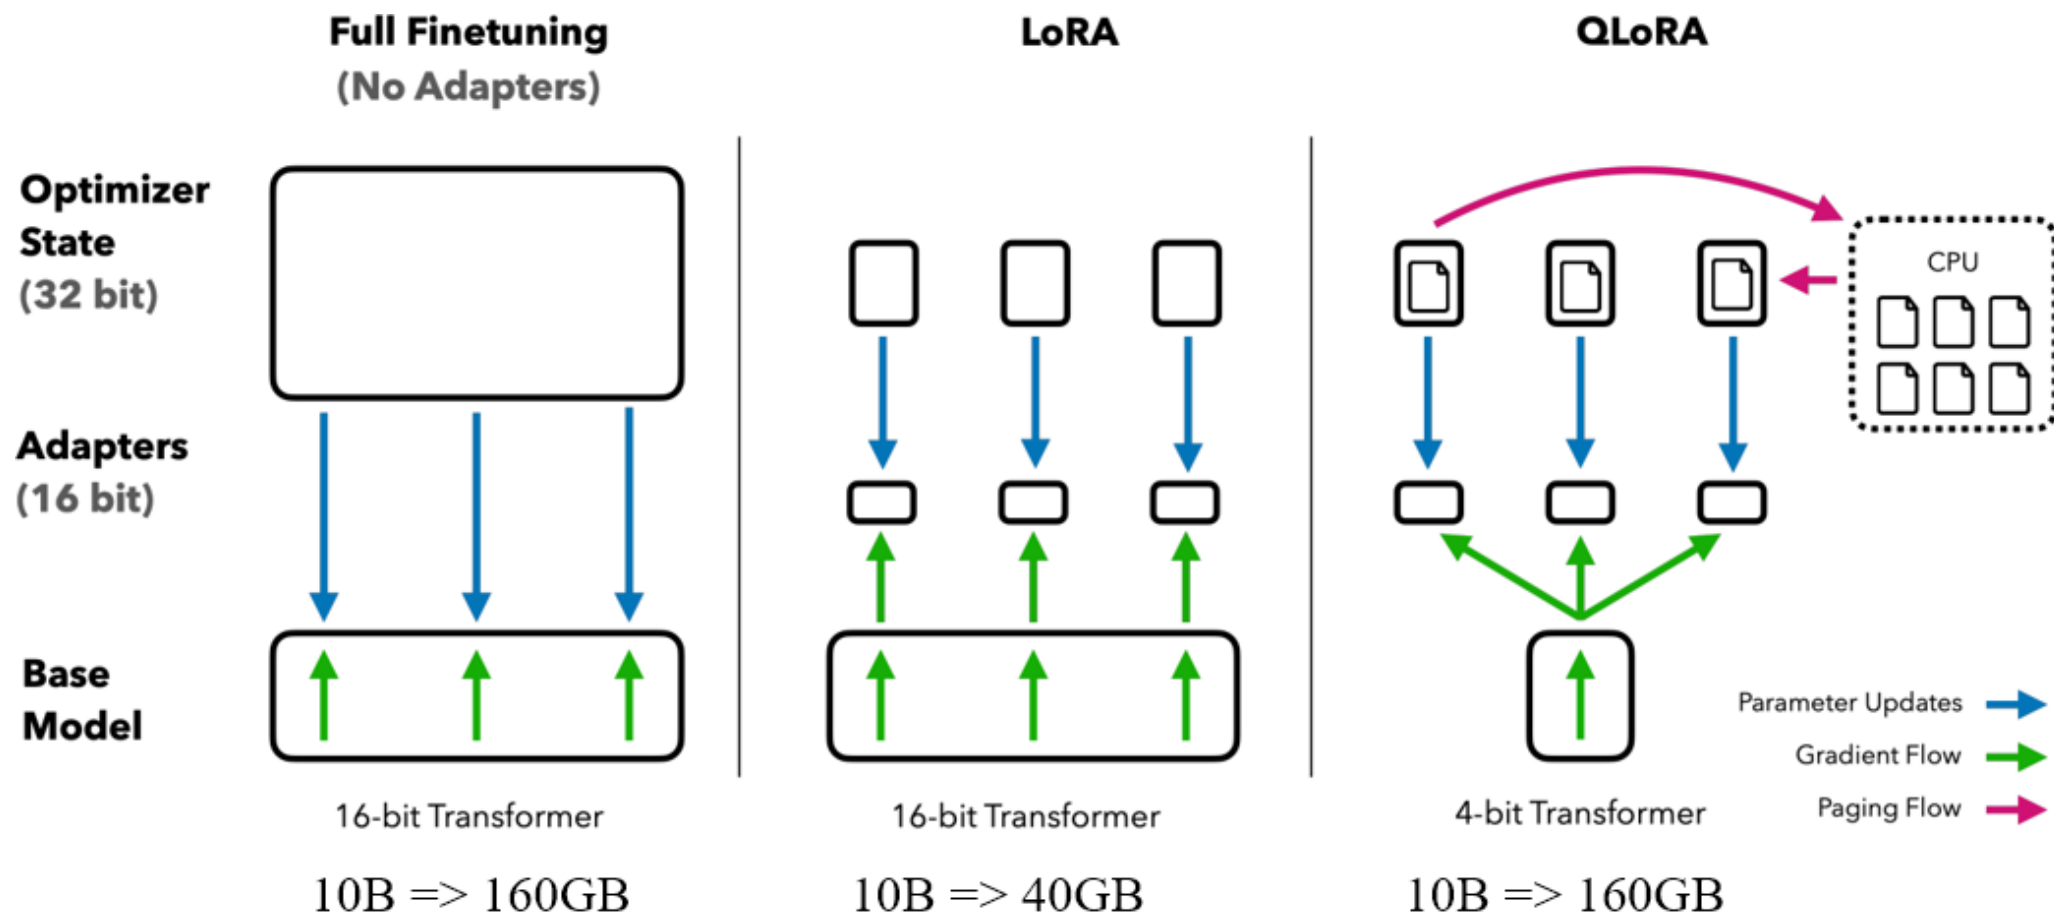 Full Finetuning
(No Adapters)
LoRA
QLoRA
Optimizer
State
(32 bit)
CPU
Adapters
(16 bit)
Base
Model
Parameter Updates
Gradient Flow
Paging Flow
16-bit Transformer
16-bit Transformer
4-bit Transformer
10B => 160GB
10B => 40GB
10B => 160GB